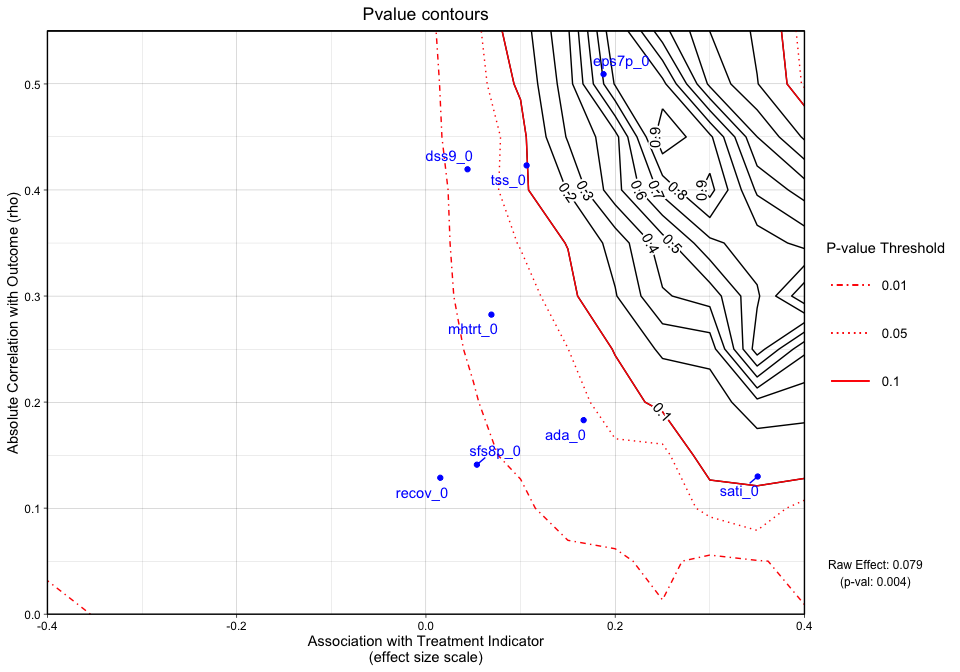 Pvalue contours
Absolute Correlation with Outcome (rho)
0.5
0.4
0.3
0.2
0.1
0.0
-0.4
-0.2
0.0
0.2
0.4
Association with Treatment Indicator
(effect size scale)
eps7p_0
dss9_0
tss_0
mhtrt_0
ada_0
sfs8p_0
recov_0
sati_0
0.9
0.2
0.3
0.6
0.7
0.8
0.9
0.4
0.5
0.1
P-value Threshold
0.01
0.05
0.1
Raw Effect: 0.079
(p-val: 0.004)